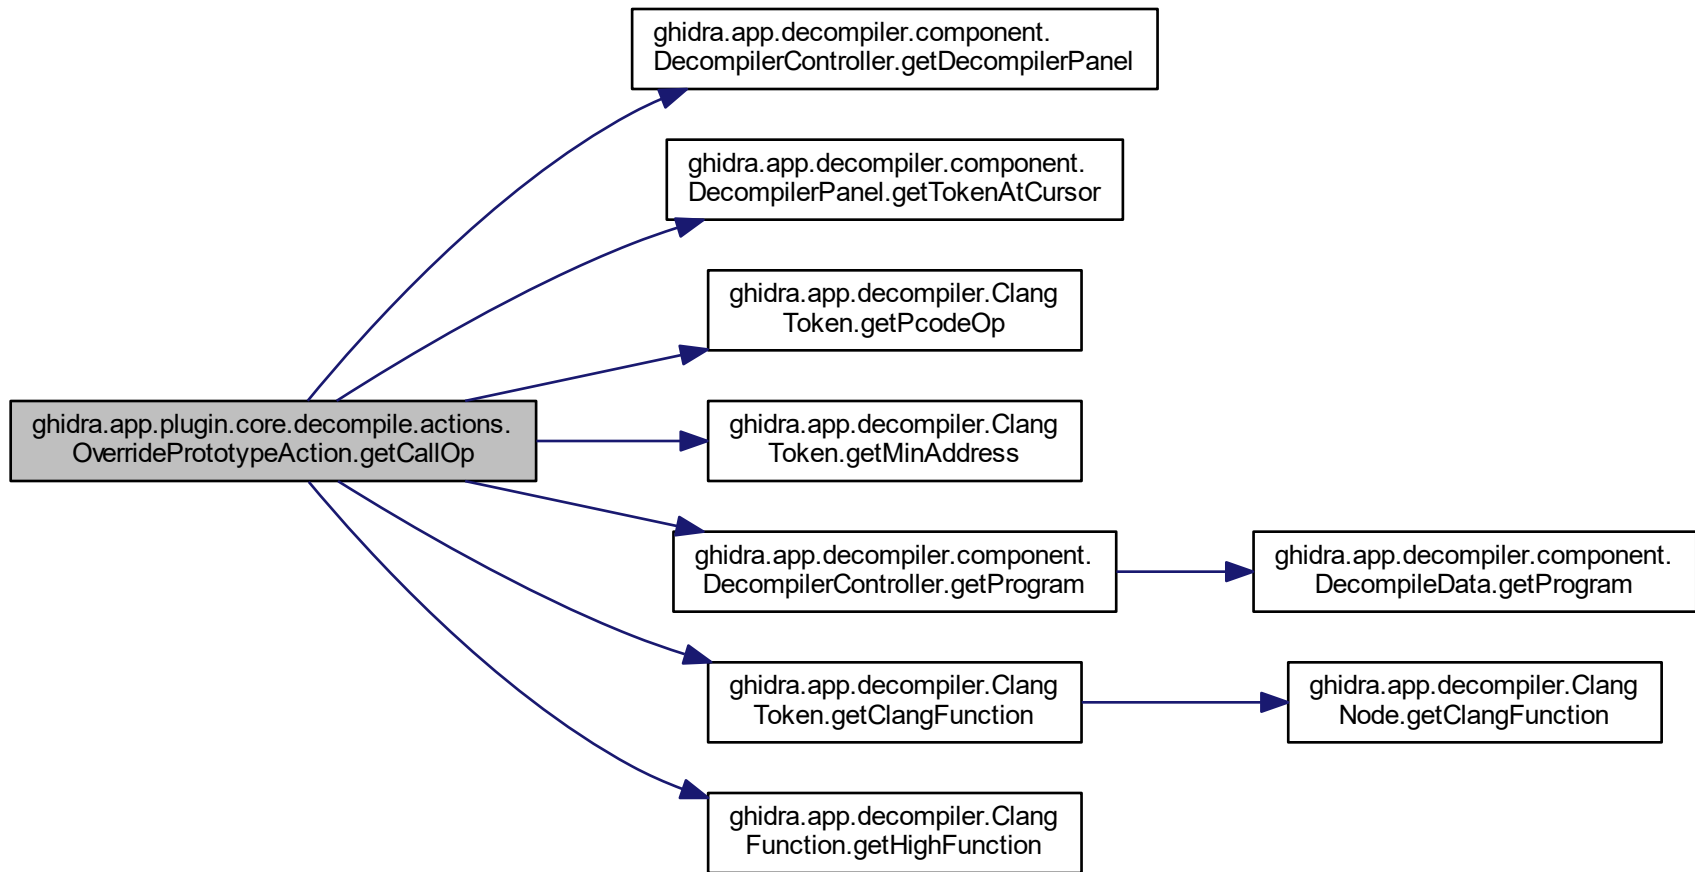 ghidra.app.decompiler.component.
DecompilerController.getDecompilerPanel
ghidra.app.decompiler.component.
DecompilerPanel.getTokenAtCursor
ghidra.app.decompiler.Clang
Token.getPcodeOp
ghidra.app.plugin.core.decompile.actions.
OverridePrototypeAction.getCallOp
ghidra.app.decompiler.Clang
Token.getMinAddress
ghidra.app.decompiler.component.
DecompilerController.getProgram
ghidra.app.decompiler.component.
DecompileData.getProgram
ghidra.app.decompiler.Clang
Token.getClangFunction
ghidra.app.decompiler.Clang
Node.getClangFunction
ghidra.app.decompiler.Clang
Function.getHighFunction